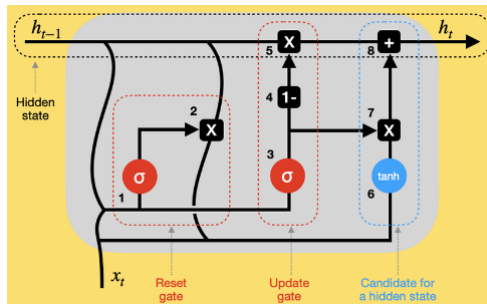 h_{t−1} h_t
5 X 8 +
Hidden
state
4 1-
2 X
7 X
σ 1
3 σ
tanh 6
x_t
Reset
gate
Update
gate
Candidate for
a hidden state